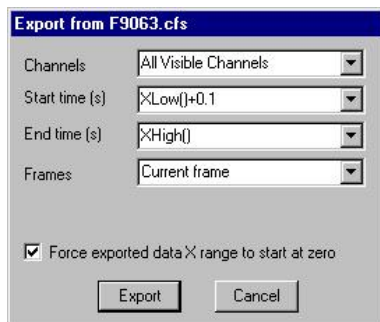 Export from F9063.cfs
Channels All Visible Channels
Start time (s) XLow()+0.1
End time (s) XHigh()
Frames Current frame
Force exported data X range to start at zero
Export Cancel